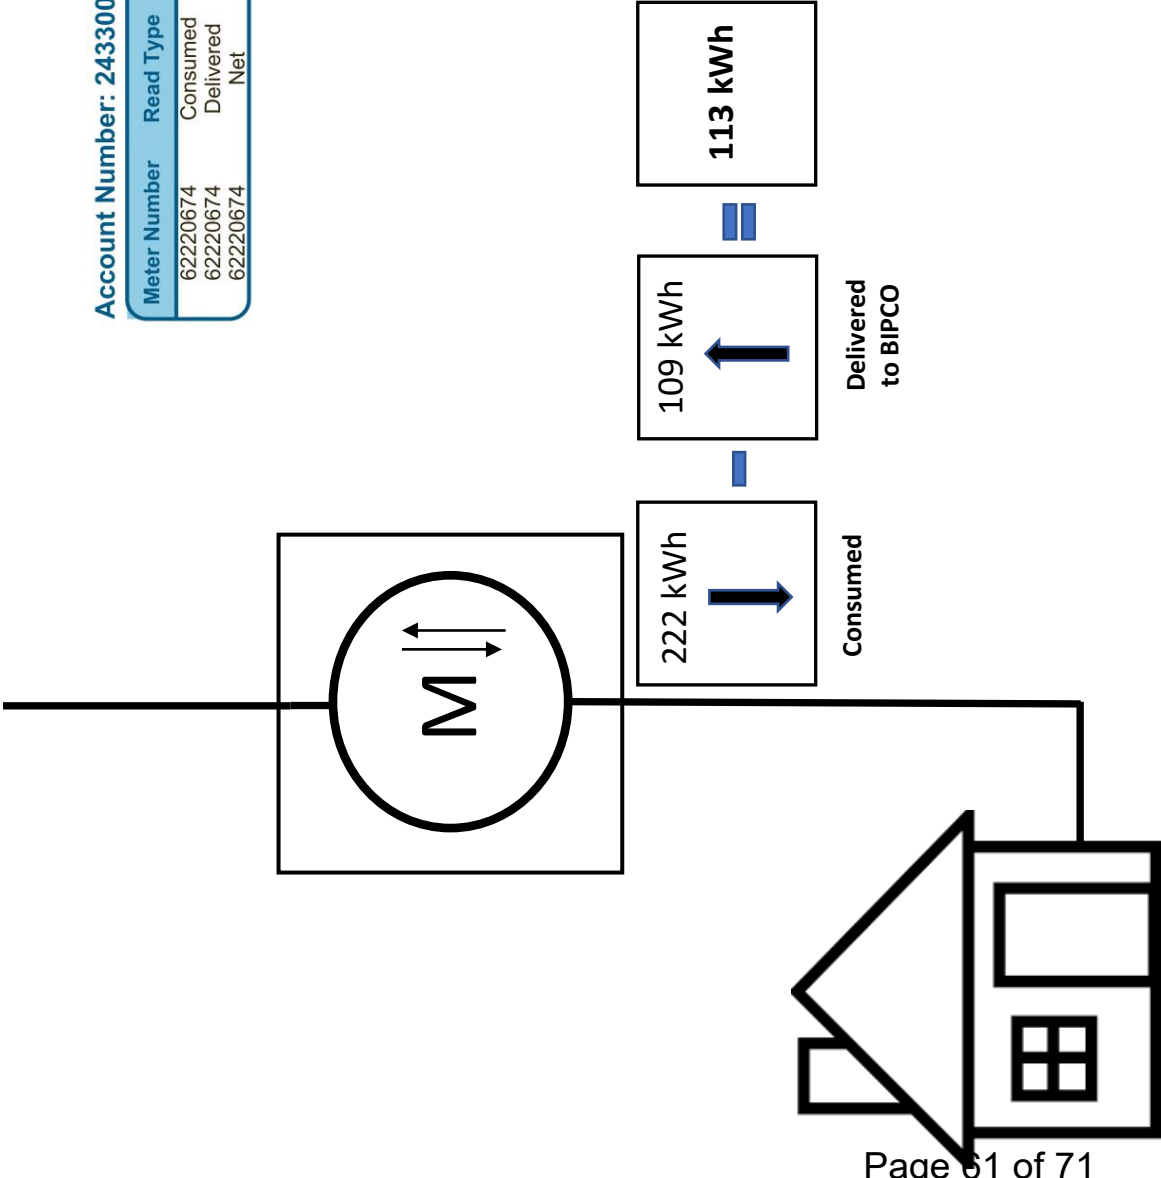 Account Number: 243300
Meter Number Read Type
62220674 Consumed
62220674 Delivered
62220674 Net
M
222 kWh
109 kWh
113 kWh
Consumed
Delivered
to BIPCO
Page 61 of 71